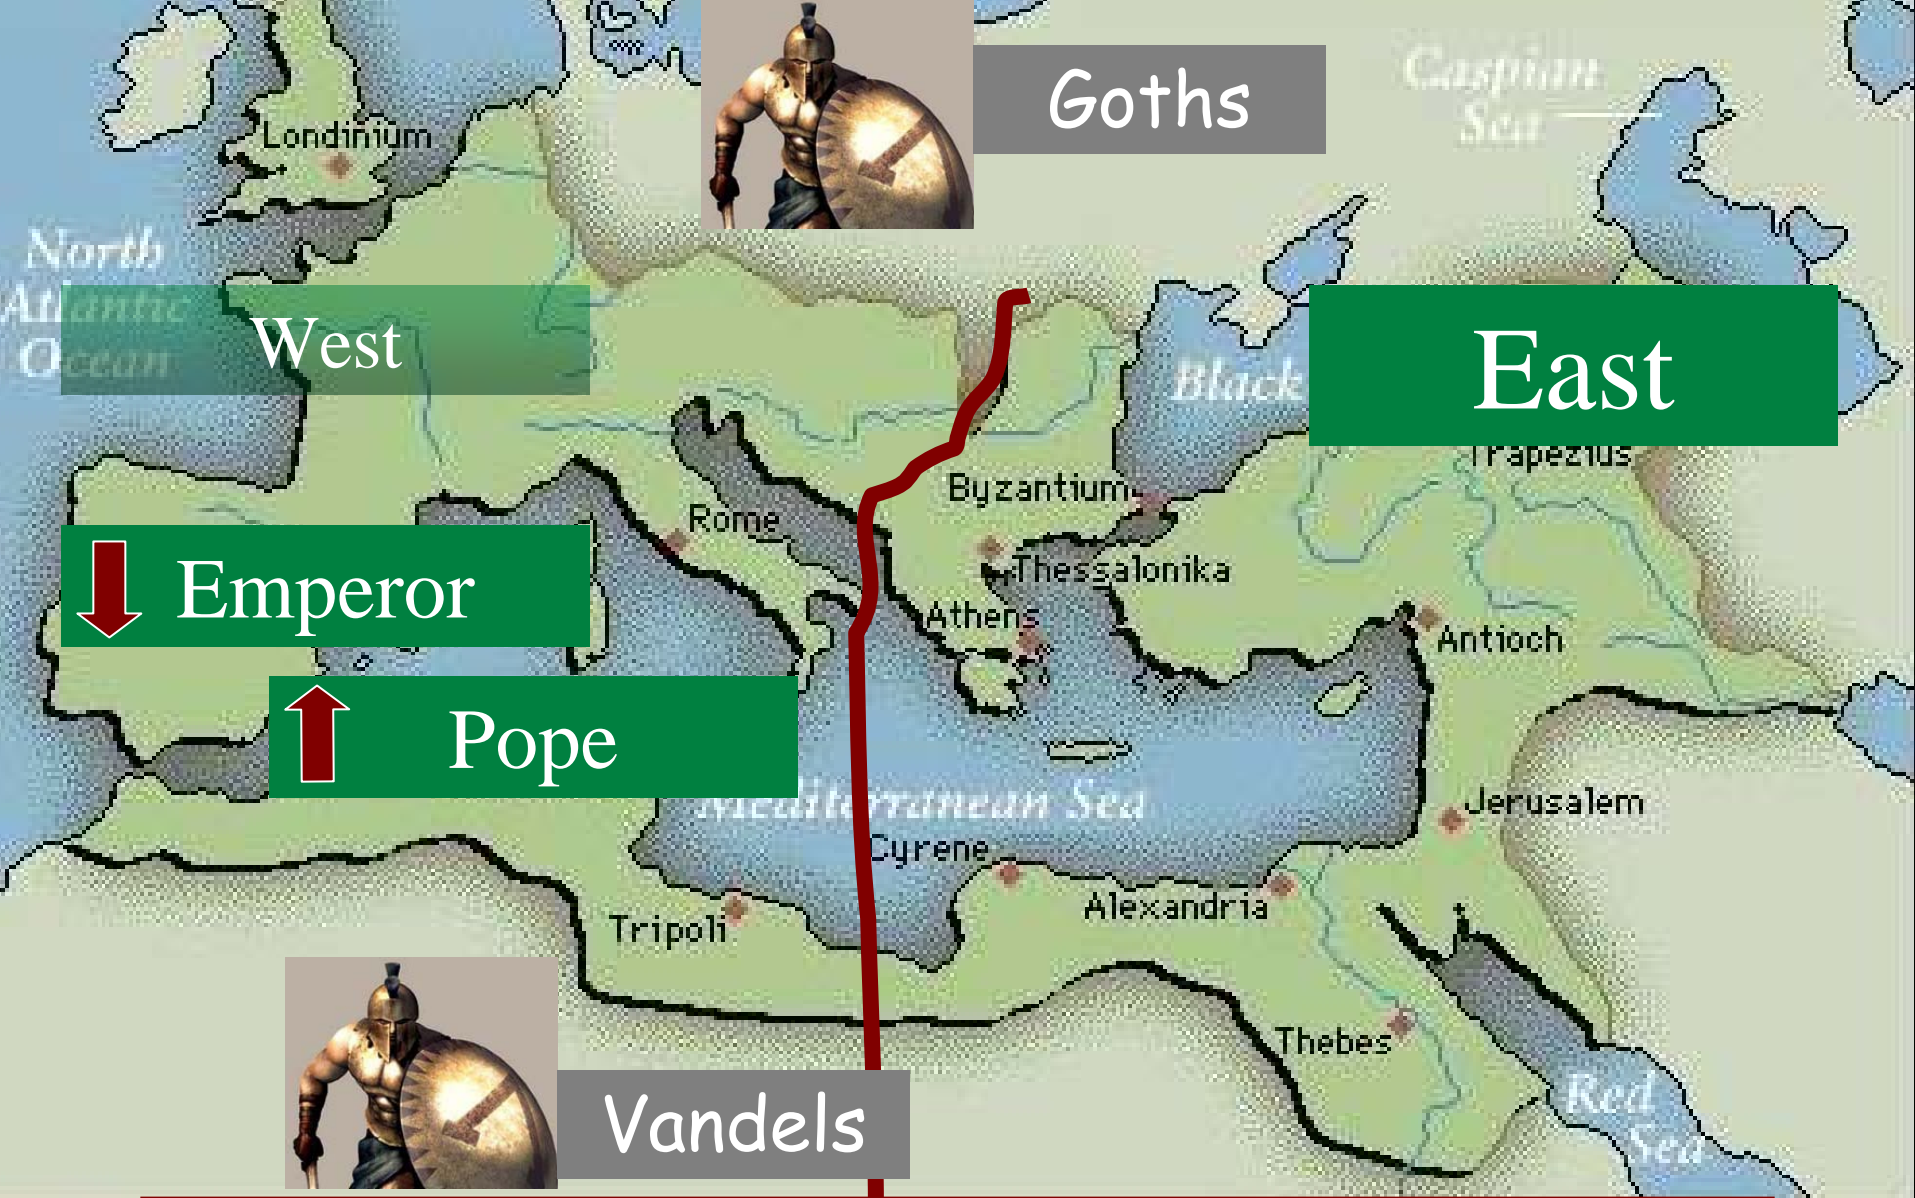 Goths
Caspian
Sea
Londinium
North
Atlantic
Ocean
West
East
Black
Trapezius
Byzantium
Rome
Emperor
Thessalonika
Athens
Antioch
Pope
Mediterranean Sea
Jerusalem
Cyrene
Alexandria
Tripoli
Thebes
Vandels
Red
Sea